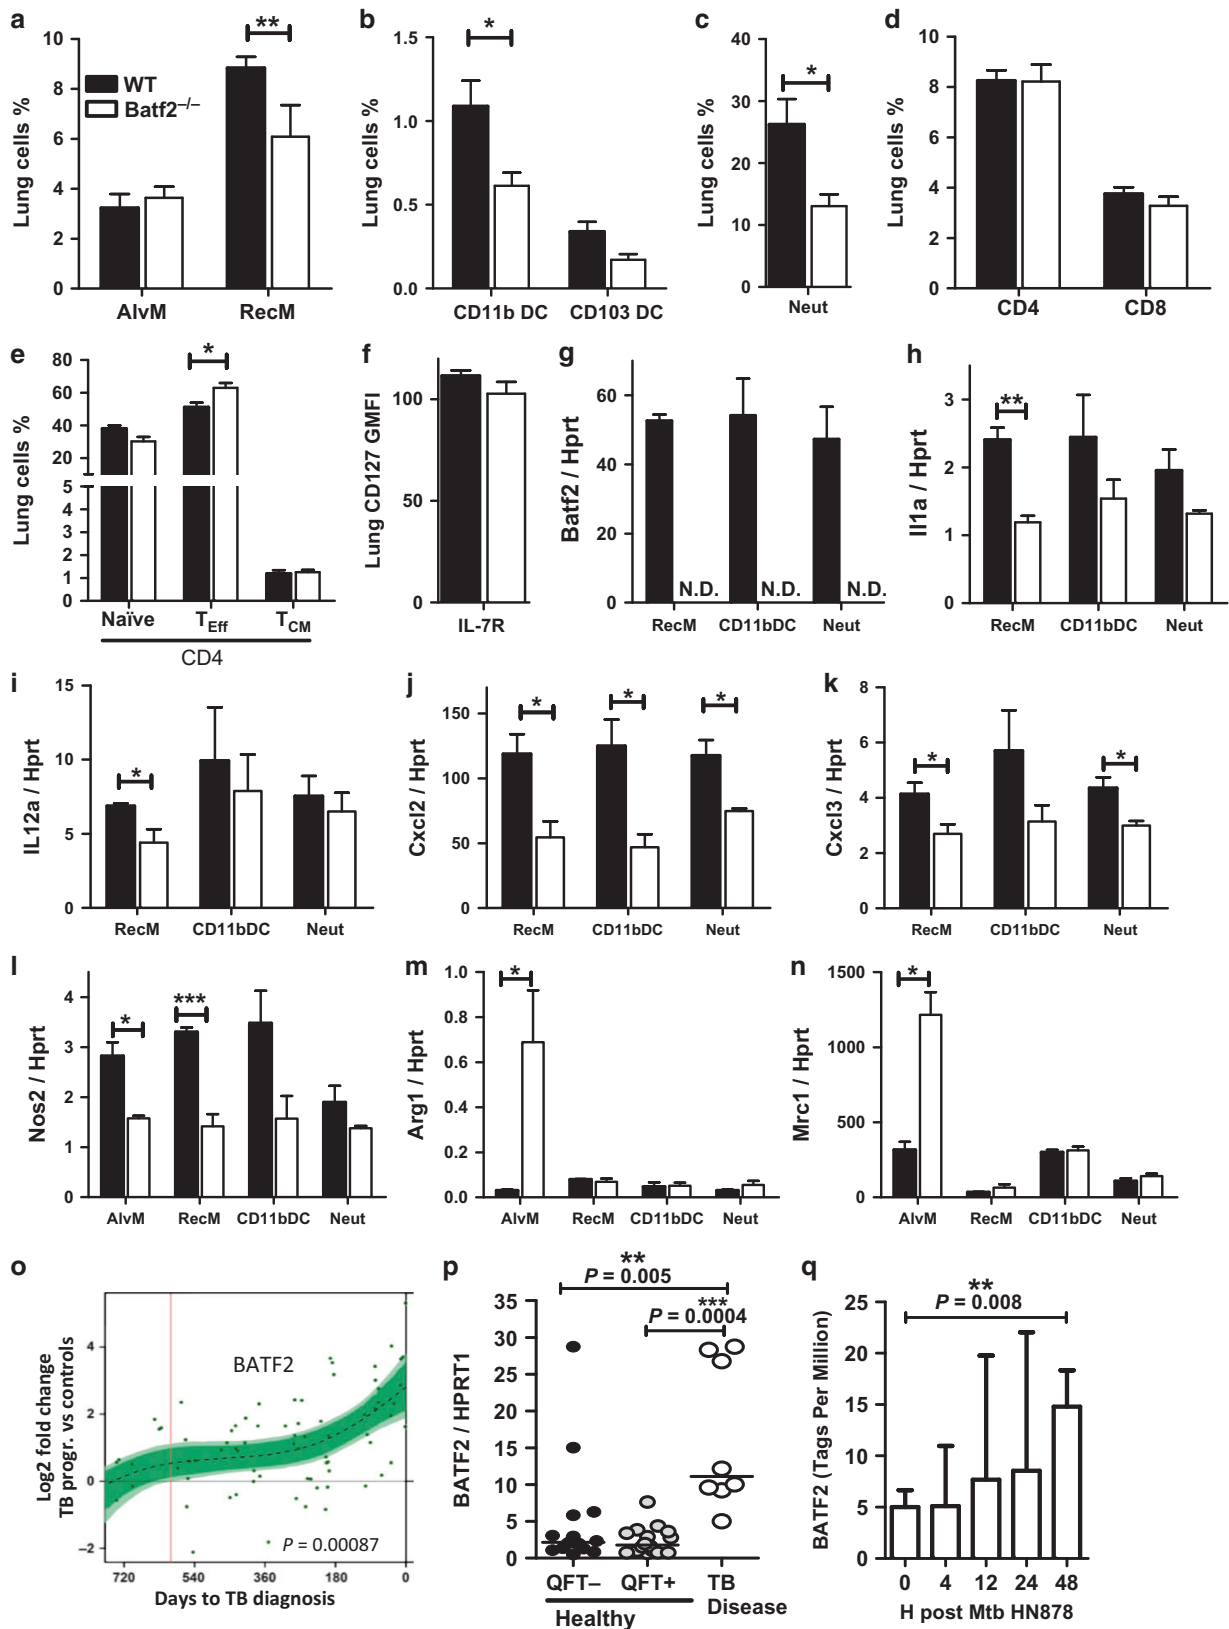 a
**
10
8
6
4
2
0
Lung cells %
WT
Batf2–/–
AlvM
RecM
b
*
1.5
1.0
0.5
0.0
Lung cells %
CD11b DC
CD103 DC
c
*
40
30
20
10
0
Lung cells %
Neut
d
10
8
6
4
2
0
Lung cells %
CD4
CD8
e
*
80
60
40
20
5
4
3
2
1
0
Lung cells %
Naïve
TEff
TCM
CD4
f
100
50
0
Lung CD127 GMFI
IL-7R
g
60
40
20
0
Batf2 / Hprt
N.D.
N.D.
N.D.
RecM
CD11bDC
Neut
h
**
3
2
1
0
Il1a / Hprt
RecM
CD11bDC
Neut
i
*
15
10
5
0
IL12a / Hprt
RecM
CD11bDC
Neut
j
*
*
*
150
100
50
0
Cxcl2 / Hprt
RecM
CD11bDC
Neut
k
*
*
8
6
4
2
0
Cxcl3 / Hprt
RecM
CD11bDC
Neut
l
*
***
4
3
2
1
0
Nos2 / Hprt
AlvM
RecM
CD11bDC
Neut
m
*
1.0
0.8
0.6
0.4
0.2
0.0
Arg1 / Hprt
AlvM
RecM
CD11bDC
Neut
n
*
1500
1000
500
0
Mrc1 / Hprt
AlvM
RecM
CD11bDC
Neut
o
BATF2
4
2
0
–2
Log2 fold change
TB progr. vs controls
P = 0.00087
720
540
360
180
0
Days to TB diagnosis
p
**
P = 0.005
***
P = 0.0004
35
30
25
20
15
10
5
0
BATF2 / HPRT1
QFT–
QFT+
TB
Disease
Healthy
q
**
P = 0.008
25
20
15
10
5
0
BATF2 (Tags Per Million)
0
4
12
24
48
H post Mtb HN878